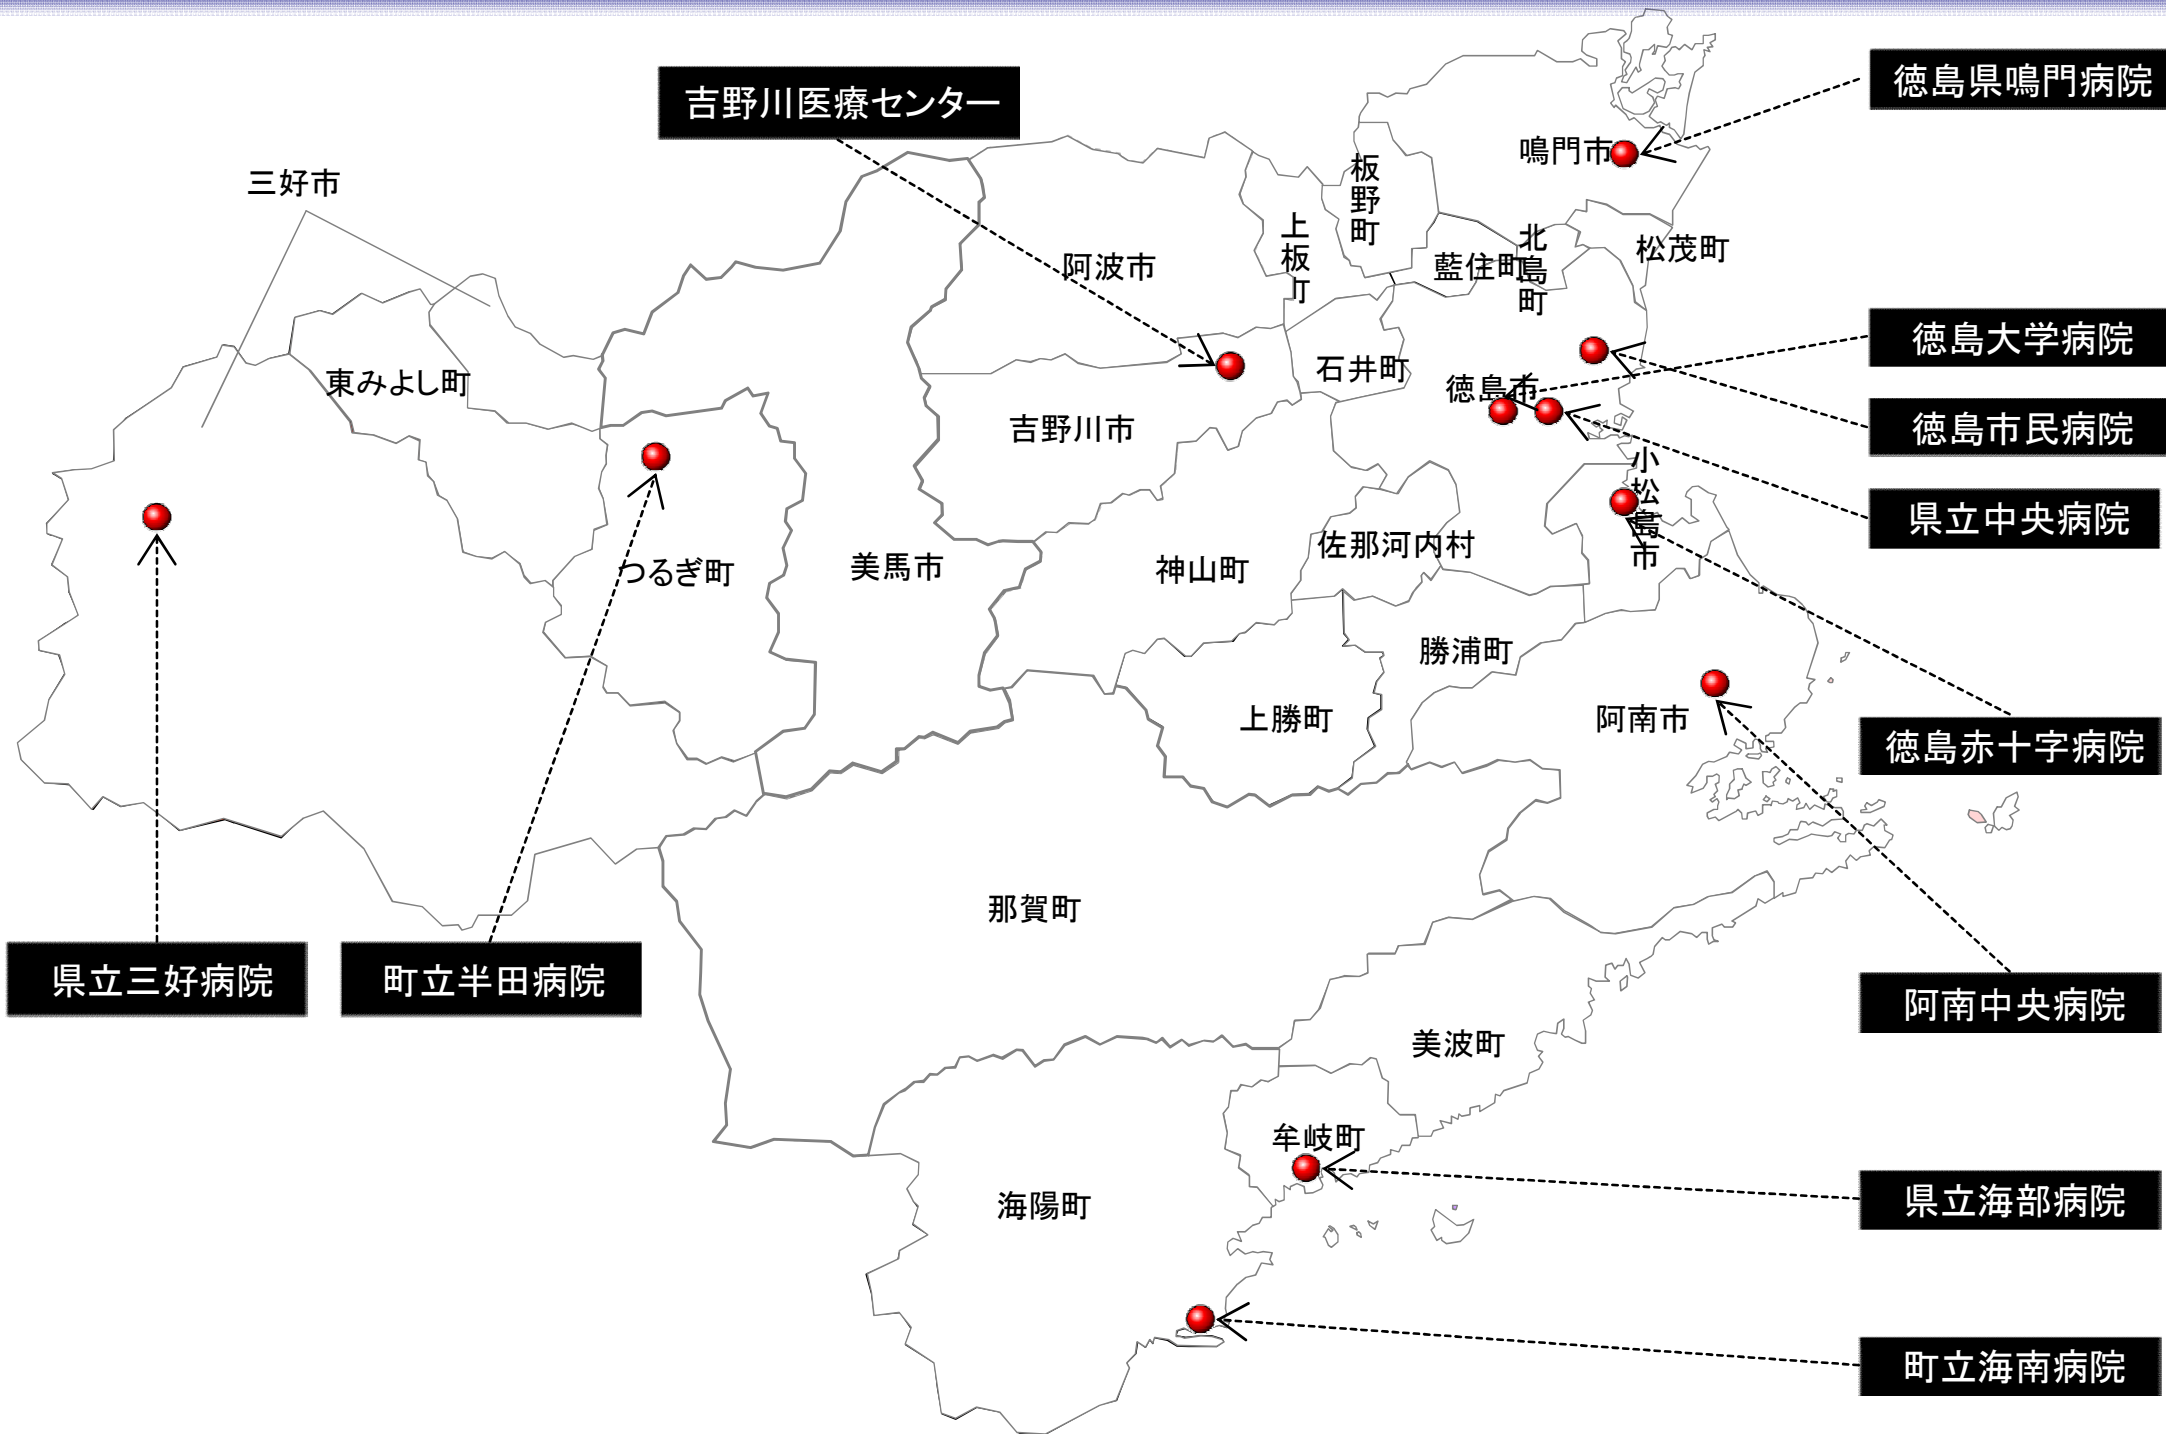 徳島県鳴門病院
吉野川医療センター
鳴門市
板野町
三好市
上板町
北島町
松茂町
阿波市
藍住町
徳島大学病院
石井町
東みよし町
徳島市
吉野川市
徳島市民病院
小松島市
県立中央病院
佐那河内村
つるぎ町
美馬市
神山町
勝浦町
上勝町
阿南市
徳島赤十字病院
那賀町
県立三好病院
町立半田病院
阿南中央病院
美波町
牟岐町
海陽町
県立海部病院
町立海南病院